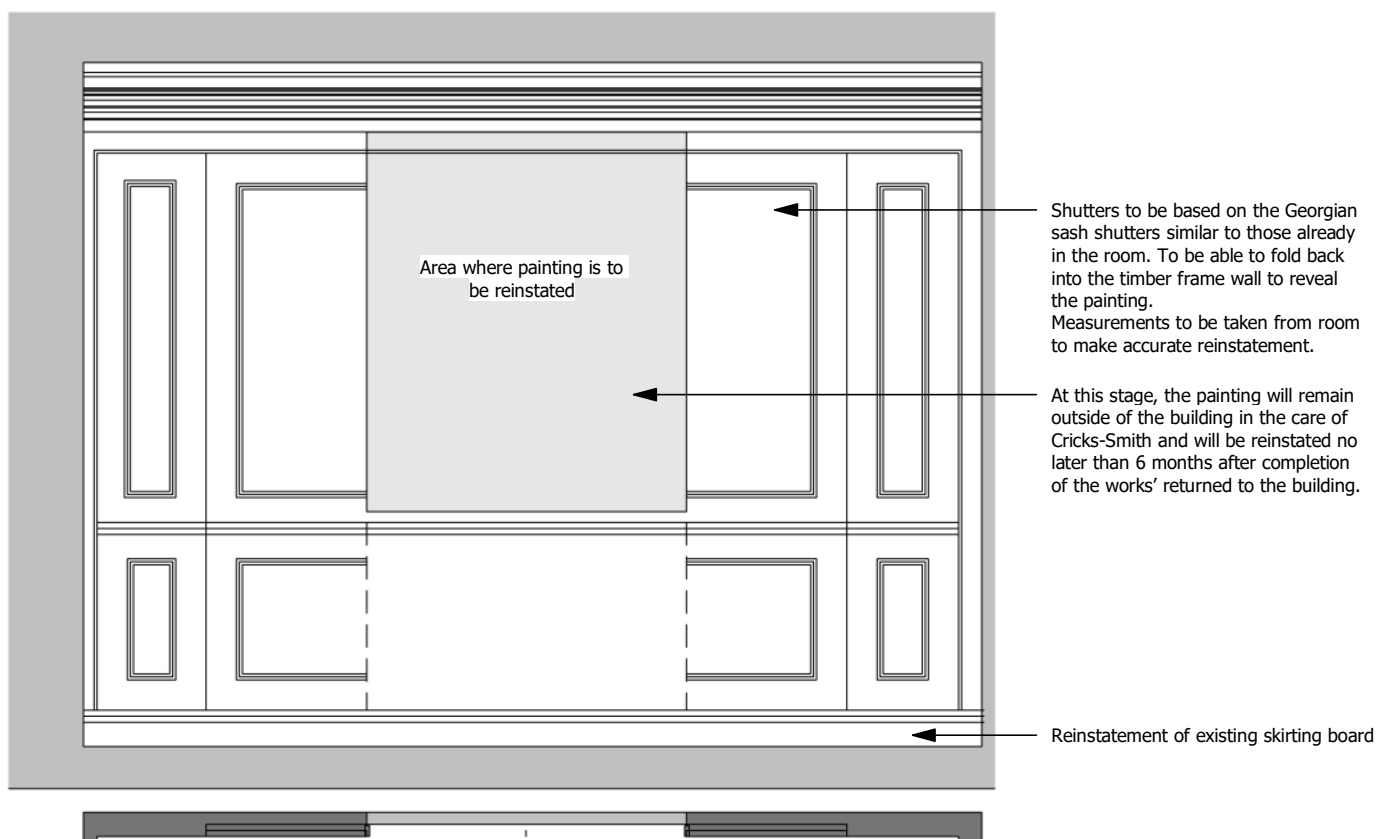 Area where painting is to
be reinstated
Shutters to be based on the Georgian
sash shutters similar to those already
in the room. To be able to fold back
into the timber frame wall to reveal
the painting.
Measurements to be taken from room
to make accurate reinstatement.
At this stage, the painting will remain
outside of the building in the care of
Cricks-Smith and will be reinstated no
later than 6 months after completion
of the works’ returned to the building.
Reinstatement of existing skirting board